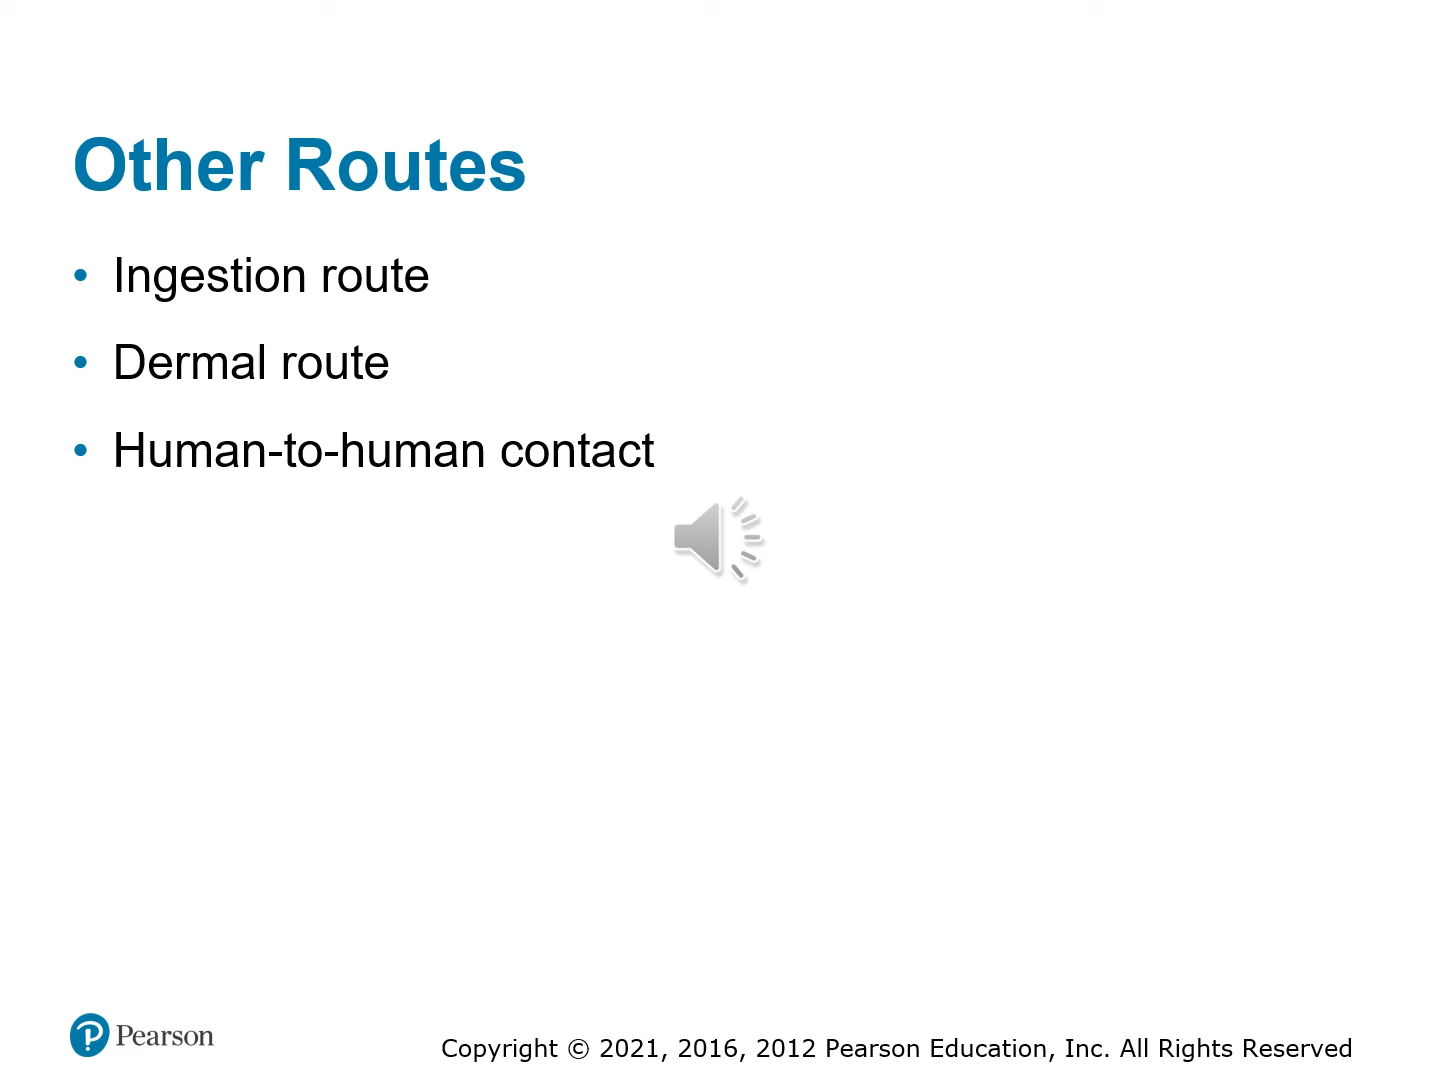 Other Routes
• Ingestion route
• Dermal route
• Human-to-human contact
Pearson
Copyright © 2021, 2016, 2012 Pearson Education, Inc. All Rights Reserved